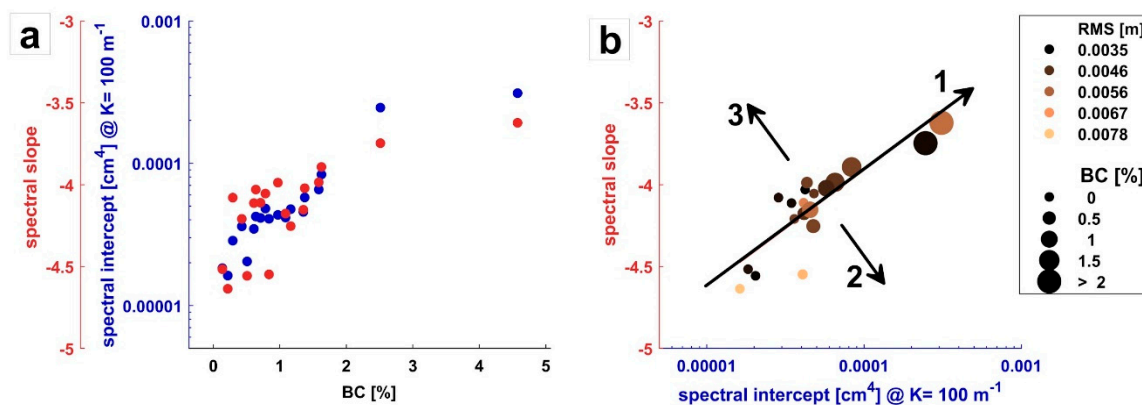 a
spectral slope
-3
-3.5
-4
-4.5
-5
spectral intercept [cm⁴] @ K= 100 m⁻¹
0.001
0.0001
0.00001
0 1 2 3 4 5
BC [%]
b
spectral slope
-3
-3.5
-4
-4.5
-5
1
3
2
0.00001 0.0001 0.001
spectral intercept [cm⁴] @ K= 100 m⁻¹
RMS [m]
0.0035
0.0046
0.0056
0.0067
0.0078
BC [%]
0
0.5
1
1.5
> 2